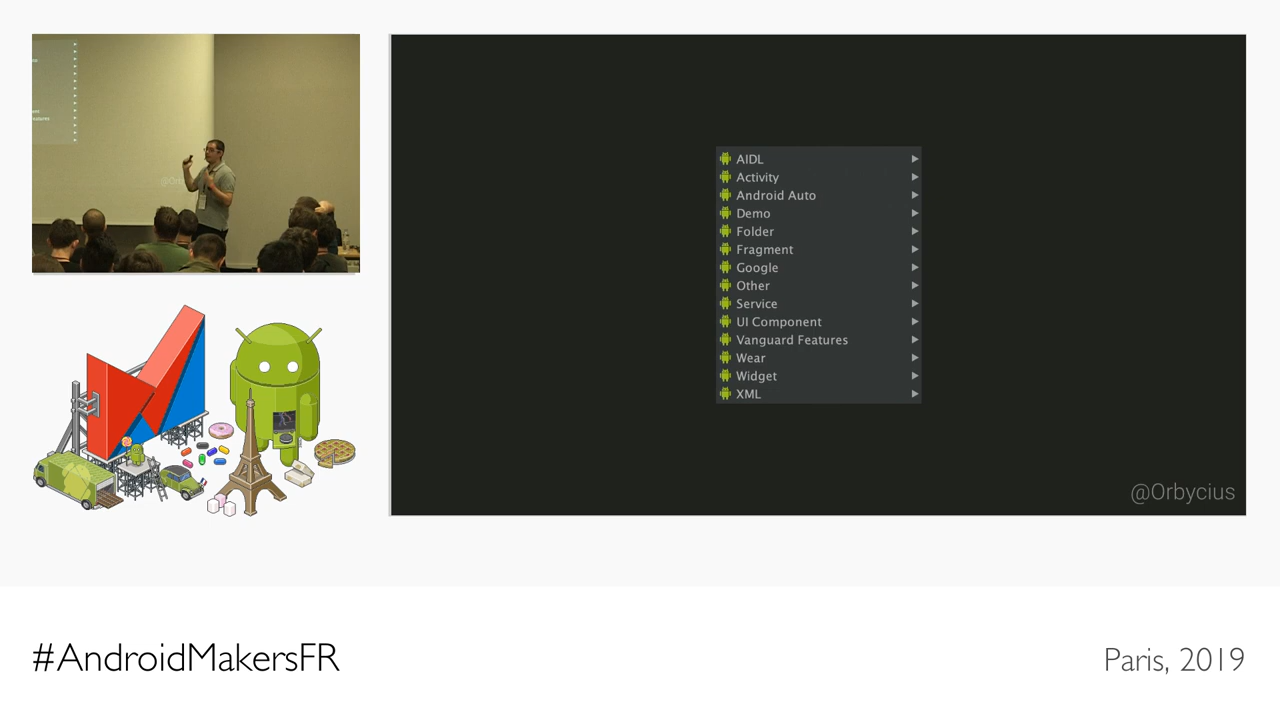 AIDL
Activity
Android Auto
Demo
Folder
Fragment
Google
Other
Service
UI Component
Vanguard Features
Wear
Widget
XML
@Orbycius
#AndroidMakersFR
Paris, 2019